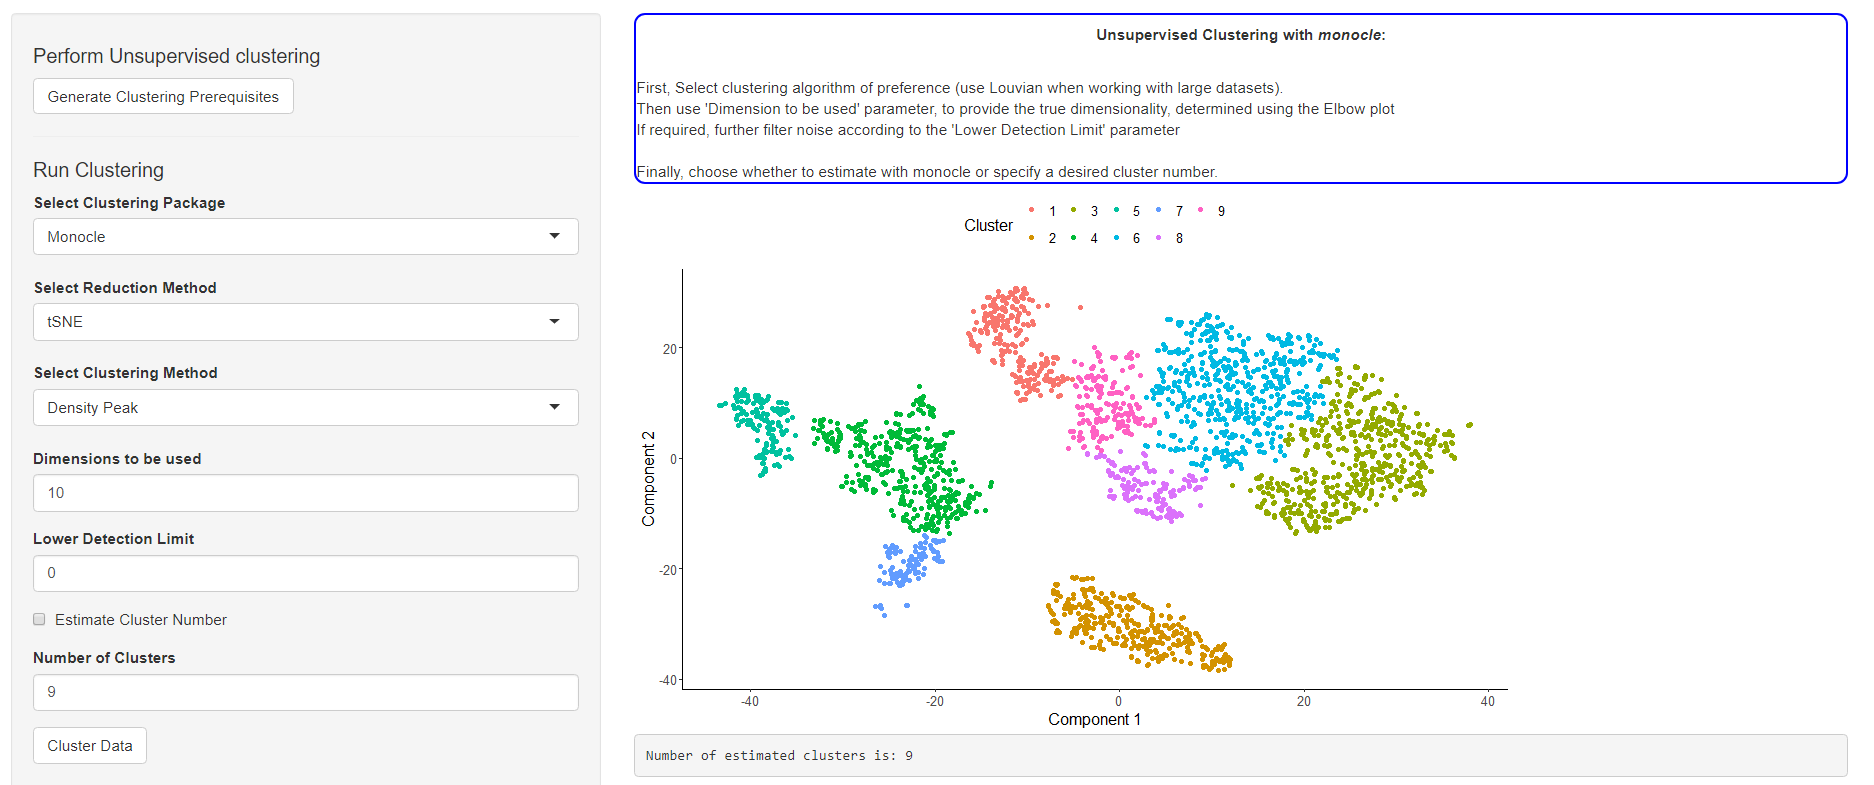 Perform Unsupervised clustering
Generate Clustering Prerequisites
Run Clustering
Select Clustering Package
Monocle
Select Reduction Method
tSNE
Select Clustering Method
Density Peak
Dimensions to be used
10
Lower Detection Limit
0
Estimate Cluster Number
Number of Clusters
9
Cluster Data
Unsupervised Clustering with monocle:
First, Select clustering algorithm of preference (use Louvian when working with large datasets).
Then use 'Dimension to be used' parameter, to provide the true dimensionality, determined using the Elbow plot
If required, further filter noise according to the 'Lower Detection Limit' parameter
Finally, choose whether to estimate with monocle or specify a desired cluster number.
Cluster
1 3 5 7 9
2 4 6 8
Component 2
20
0
-20
-40
-40 -20 0 20 40
Component 1
Number of estimated clusters is: 9